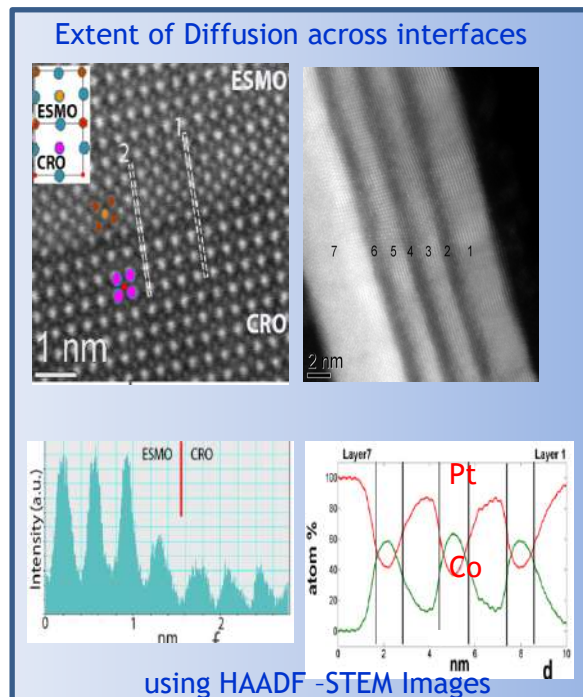 Extent of Diffusion across interfaces
ESMO
CRO
ESMO
1
2
CRO
1 nm
7 6 5 4 3 2 1
2 nm
ESMO CRO
Intensity (a.u.)
0 1 2
nm
Layer7 Layer 1
Pt
Co
100
80
60
40
20
0
atom %
0 2 4 6 8 10
nm d
using HAADF -STEM Images